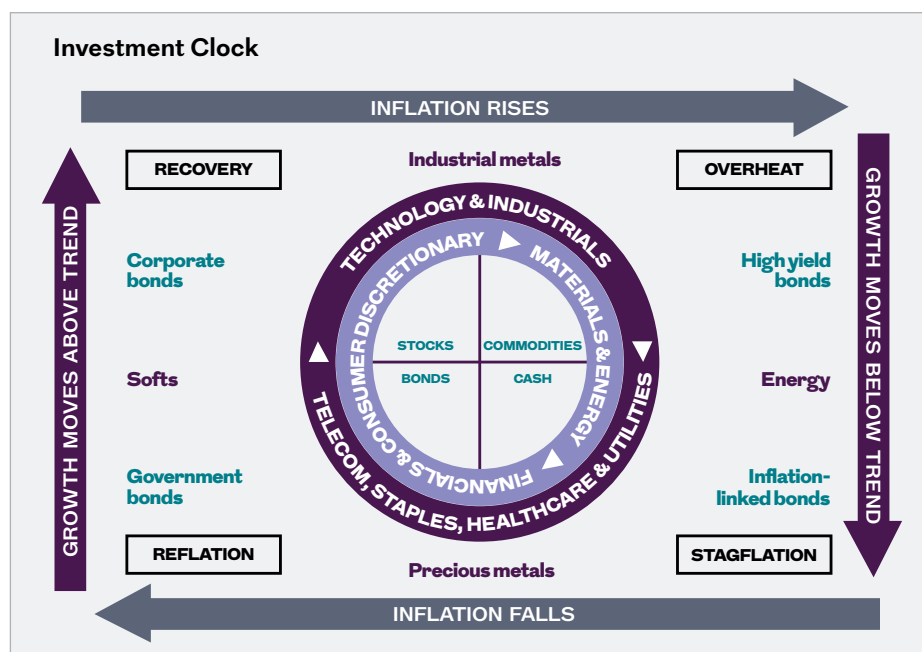 Investment Clock
INFLATION RISES
RECOVERY
Industrial metals
OVERHEAT
GROWTH MOVES ABOVE TREND
GROWTH MOVES BELOW TREND
TECHNOLOGY & INDUSTRIALS
Corporate
bonds
High yield
bonds
MATERIALS & ENERGY
STOCKS
COMMODITIES
BONDS
CASH
Softs
Energy
FINANCIALS & CONSUMER DISCRETIONARY
TELECOM, STAPLES, HEALTHCARE & UTILITIES
Government
bonds
Inflation-
linked bonds
REFLATION
Precious metals
STAGFLATION
INFLATION FALLS